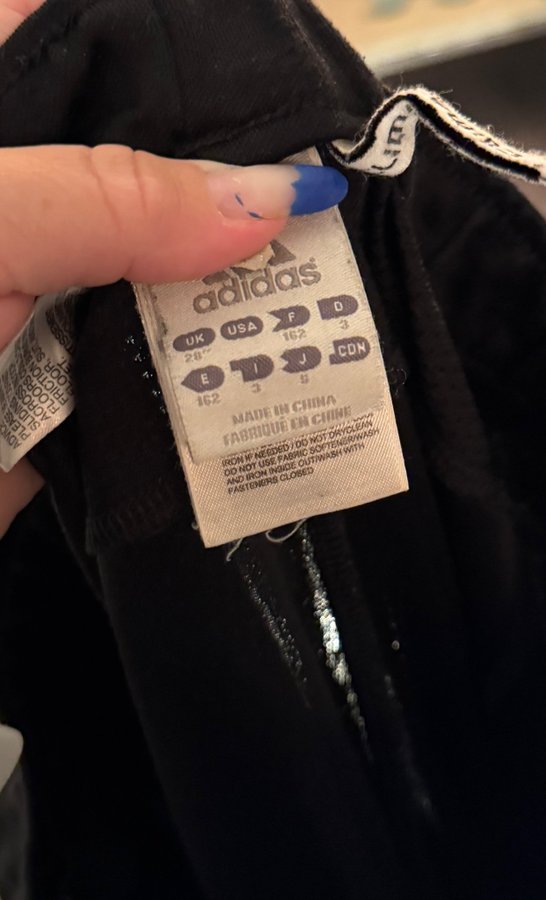 adidas
UK USA F D
28" 162 3
E I J CDN
162 3 S
MADE IN CHINA
FABRIQUÉ EN CHINE
IRON IF NEEDED / DO NOT DRYCLEAN
DO NOT USE FABRIC SOFTENER/WASH
AND IRON INSIDE OUT/WASH WITH
FASTENERS CLOSED